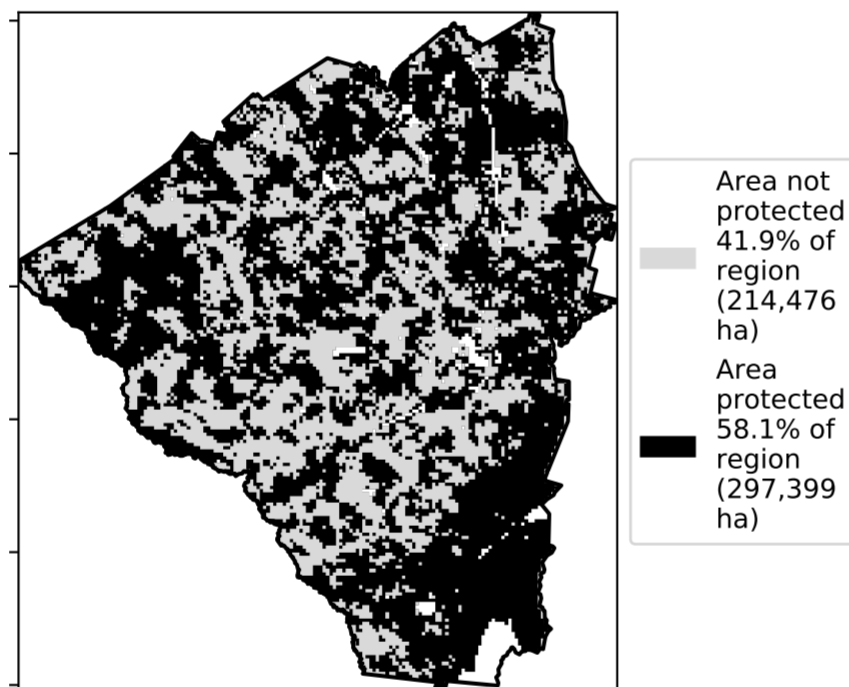 Area not
protected
41.9% of
region
(214,476
ha)
Area
protected
58.1% of
region
(297,399
ha)